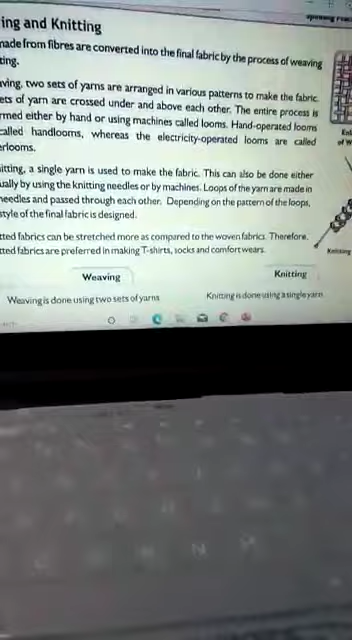 ing and Knitting
made from fibres are converted into the final fabric by the process of weaving
ting.
ving, two sets of yarns are arranged in various patterns to make the fabric.
ets of yarn are crossed under and above each other. The entire process is
rmed either by hand or using machines called looms. Hand-operated looms
called handlooms, whereas the electricity-operated looms are called
erlooms.
itting, a single yarn is used to make the fabric. This can also be done either
ually by using the knitting needles or by machines. Loops of the yarn are made in
needles and passed through each other. Depending on the pattern of the loops,
style of the final fabric is designed.
tted fabrics can be stretched more as compared to the woven fabrics. Therefore,
tted fabrics are preferred in making T-shirts, socks and comfort wears.
Knitting
Weaving Knitting
Weaving is done using two sets of yarns Knitting is done using a single yarn